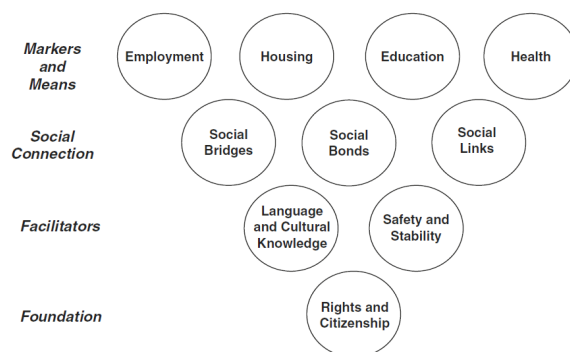 Markers
and
Means
Employment
Housing
Education
Health
Social
Connection
Social
Bridges
Social
Bonds
Social
Links
Facilitators
Language
and Cultural
Knowledge
Safety and
Stability
Foundation
Rights and
Citizenship